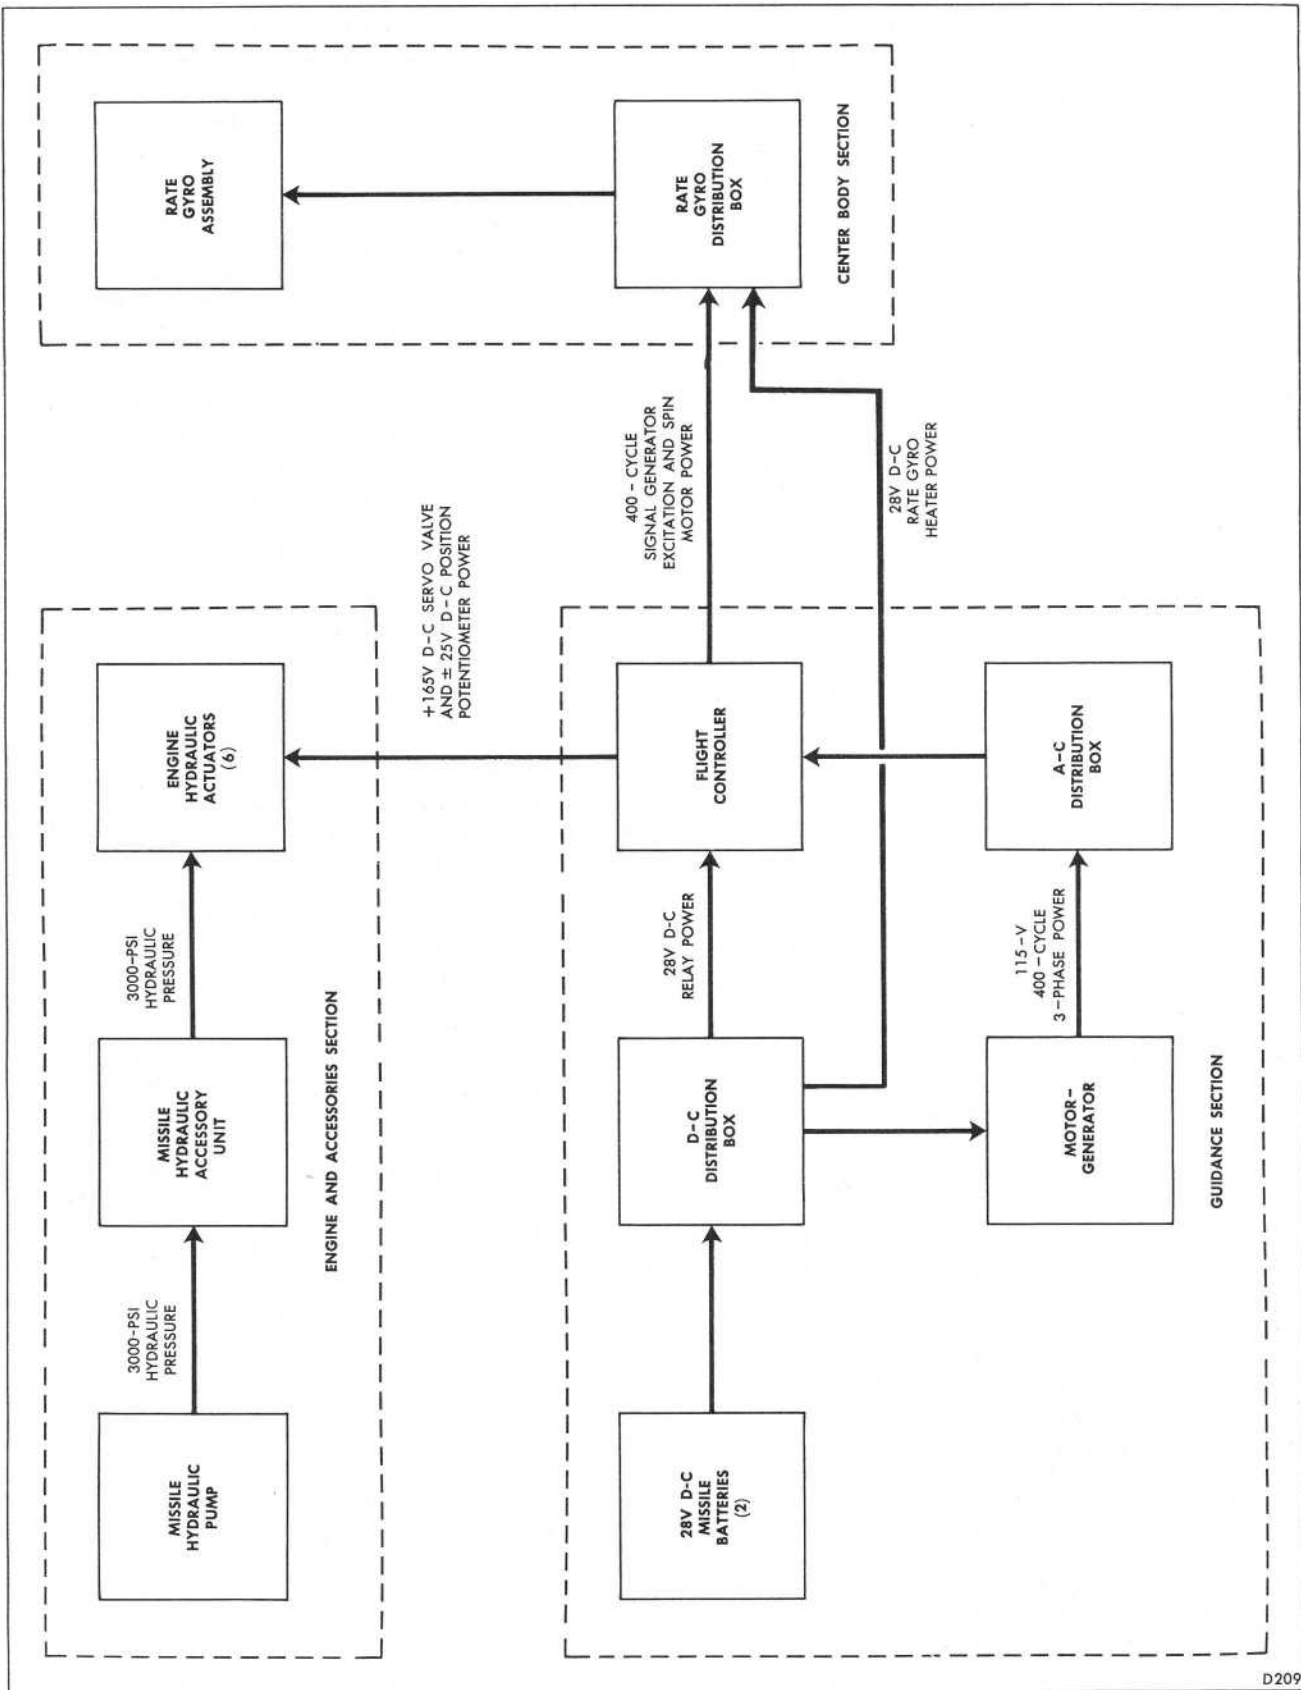 MISSILE
HYDRAULIC
PUMP
3000-PSI
HYDRAULIC
PRESSURE
MISSILE
HYDRAULIC
ACCESSORY
UNIT
3000-PSI
HYDRAULIC
PRESSURE
ENGINE
HYDRAULIC
ACTUATORS
(6)
ENGINE AND ACCESSORIES SECTION
+165V D-C SERVO VALVE
AND ± 25V D-C POSITION
POTENTIOMETER POWER
RATE
GYRO
ASSEMBLY
28V D-C
MISSILE
BATTERIES
(2)
D-C
DISTRIBUTION
BOX
28V D-C
RELAY POWER
FLIGHT
CONTROLLER
400-CYCLE
SIGNAL GENERATOR
EXCITATION AND SPIN
MOTOR POWER
RATE
GYRO
DISTRIBUTION
BOX
CENTER BODY SECTION
28V D-C
RATE GYRO
HEATER POWER
MOTOR-
GENERATOR
115-V
400-CYCLE
3-PHASE POWER
A-C
DISTRIBUTION
BOX
GUIDANCE SECTION
D209